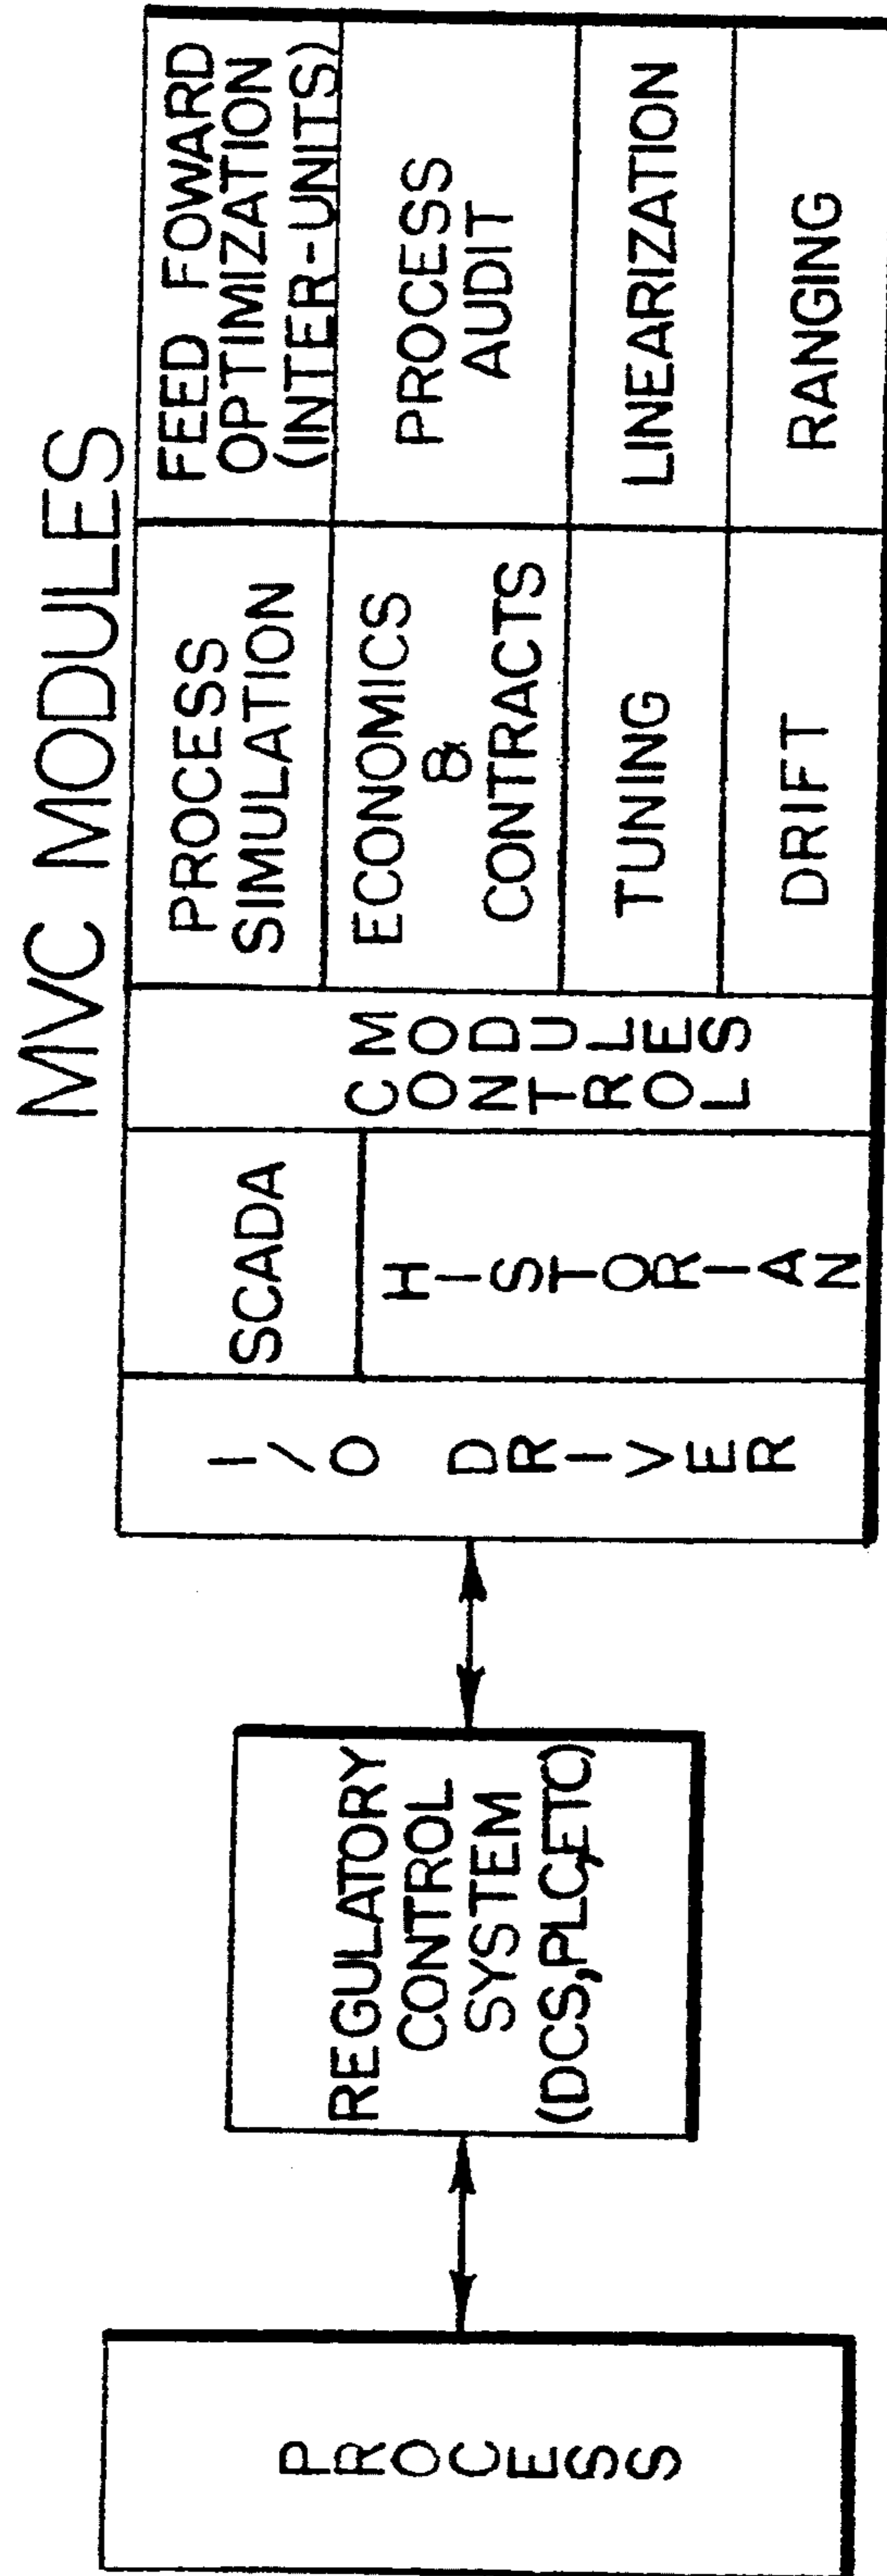 MVC MODULES
PROCESS
REGULATORY
CONTROL
SYSTEM
(DCS,PLC,ETC)
I/O DRIVER
SCADA
HISTORIAN
CONTROLS
MODULES
PROCESS
SIMULATION
FEED FOWARD
OPTIMIZATION
(INTER-UNITS)
ECONOMICS
&
CONTRACTS
PROCESS
AUDIT
TUNING
LINEARIZATION
DRIFT
RANGING